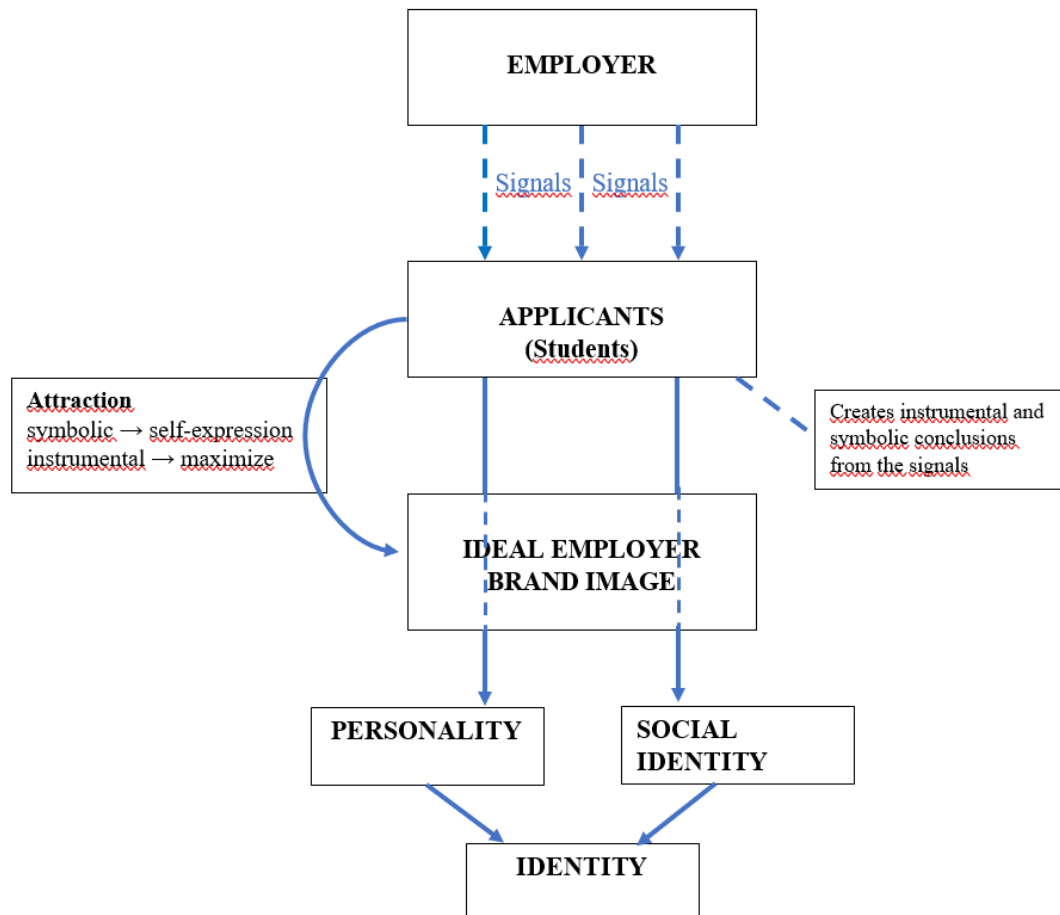 EMPLOYER
Signals Signals
APPLICANTS
(Students)
Attraction
symbolic → self-expression
instrumental → maximize
Creates instrumental and
symbolic conclusions
from the signals
IDEAL EMPLOYER
BRAND IMAGE
PERSONALITY
SOCIAL
IDENTITY
IDENTITY